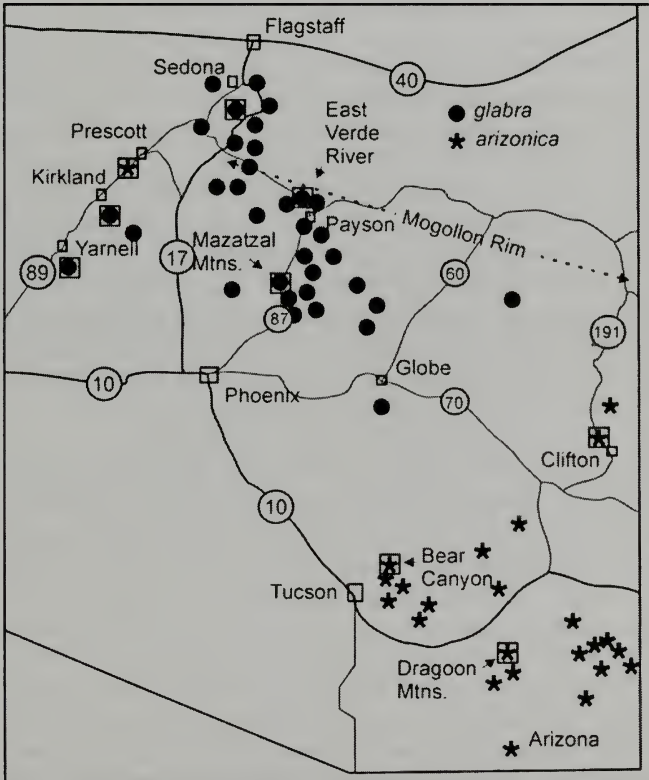 Flagstaff
Sedona
40
East
Verde
River
glabra
arizonica
Prescott
Kirkland
Payson
Mogollon Rim
Yarnell
17
Mazatzal
Mtns.
89
60
87
191
10
Phoenix
Globe
70
Clifton
10
Bear
Canyon
Tucson
Dragoon
Mtns.
Arizona